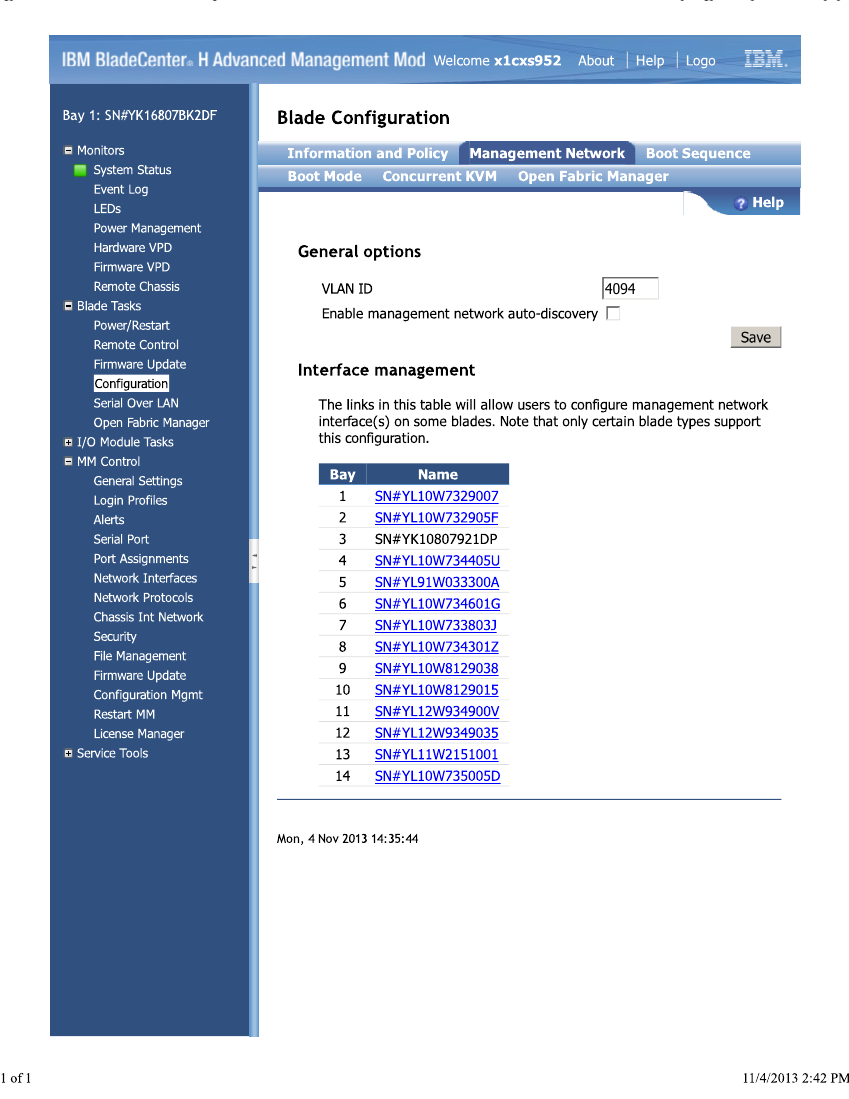 IBM BladeCenter® H Advanced Management Mod Welcome x1cxs952 About | Help | Logo IBM.
Bay 1: SN#YK16807BK2DF
Monitors
System Status
Event Log
LEDs
Power Management
Hardware VPD
Firmware VPD
Remote Chassis
Blade Tasks
Power/Restart
Remote Control
Firmware Update
Configuration
Serial Over LAN
Open Fabric Manager
I/O Module Tasks
MM Control
General Settings
Login Profiles
Alerts
Serial Port
Port Assignments
Network Interfaces
Network Protocols
Chassis Int Network
Security
File Management
Firmware Update
Configuration Mgmt
Restart MM
License Manager
Service Tools
Blade Configuration
Information and Policy Management Network Boot Sequence
Boot Mode Concurrent KVM Open Fabric Manager
? Help
General options
VLAN ID 4094
Enable management network auto-discovery
Save
Interface management
The links in this table will allow users to configure management network
interface(s) on some blades. Note that only certain blade types support
this configuration.
Bay Name
1 SN#YL10W7329007
2 SN#YL10W732905F
3 SN#YK10807921DP
4 SN#YL10W734405U
5 SN#YL91W033300A
6 SN#YL10W734601G
7 SN#YL10W733803J
8 SN#YL10W734301Z
9 SN#YL10W8129038
10 SN#YL10W8129015
11 SN#YL12W934900V
12 SN#YL12W9349035
13 SN#YL11W2151001
14 SN#YL10W735005D
Mon, 4 Nov 2013 14:35:44
1 of 1 11/4/2013 2:42 PM